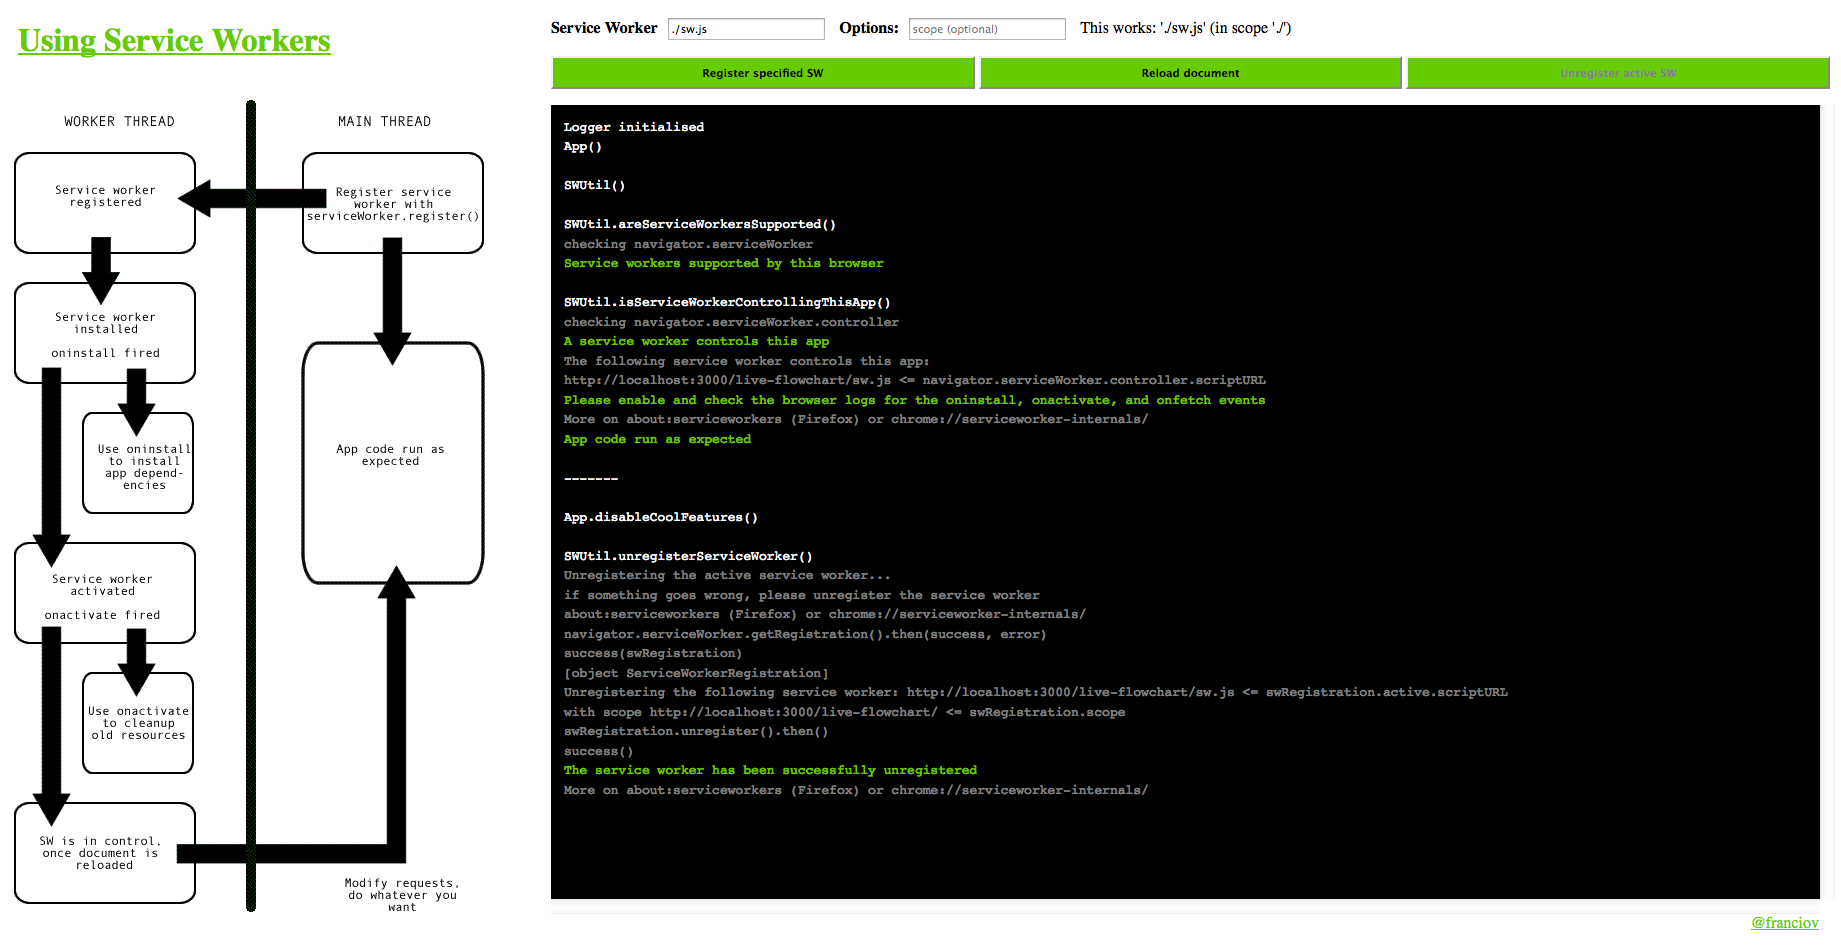 Using Service Workers
WORKER THREAD
MAIN THREAD
Service worker
registered
Register service
worker with
serviceWorker.register()
Service worker
installed
oninstall fired
Use oninstall
to install
app depend-
encies
App code run as
expected
Service worker
activated
onactivate fired
Use onactivate
to cleanup
old resources
SW is in control,
once document is
reloaded
Modify requests,
do whatever you
want
Service Worker ./sw.js Options: scope (optional) This works: './sw.js' (in scope './')
Register specified SW
Reload document
Unregister active SW
Logger initialised
App()
SWUtil()
SWUtil.areServiceWorkersSupported()
checking navigator.serviceWorker
Service workers supported by this browser
SWUtil.isServiceWorkerControllingThisApp()
checking navigator.serviceWorker.controller
A service worker controls this app
The following service worker controls this app:
http://localhost:3000/live-flowchart/sw.js <= navigator.serviceWorker.controller.scriptURL
Please enable and check the browser logs for the oninstall, onactivate, and onfetch events
More on about:serviceworkers (Firefox) or chrome://serviceworker-internals/
App code run as expected
-------
App.disableCoolFeatures()
SWUtil.unregisterServiceWorker()
Unregistering the active service worker...
if something goes wrong, please unregister the service worker
about:serviceworkers (Firefox) or chrome://serviceworker-internals/
navigator.serviceWorker.getRegistration().then(success, error)
success(swRegistration)
[object ServiceWorkerRegistration]
Unregistering the following service worker: http://localhost:3000/live-flowchart/sw.js <= swRegistration.active.scriptURL
with scope http://localhost:3000/live-flowchart/ <= swRegistration.scope
swRegistration.unregister().then()
success()
The service worker has been successfully unregistered
More on about:serviceworkers (Firefox) or chrome://serviceworker-internals/
@franciov